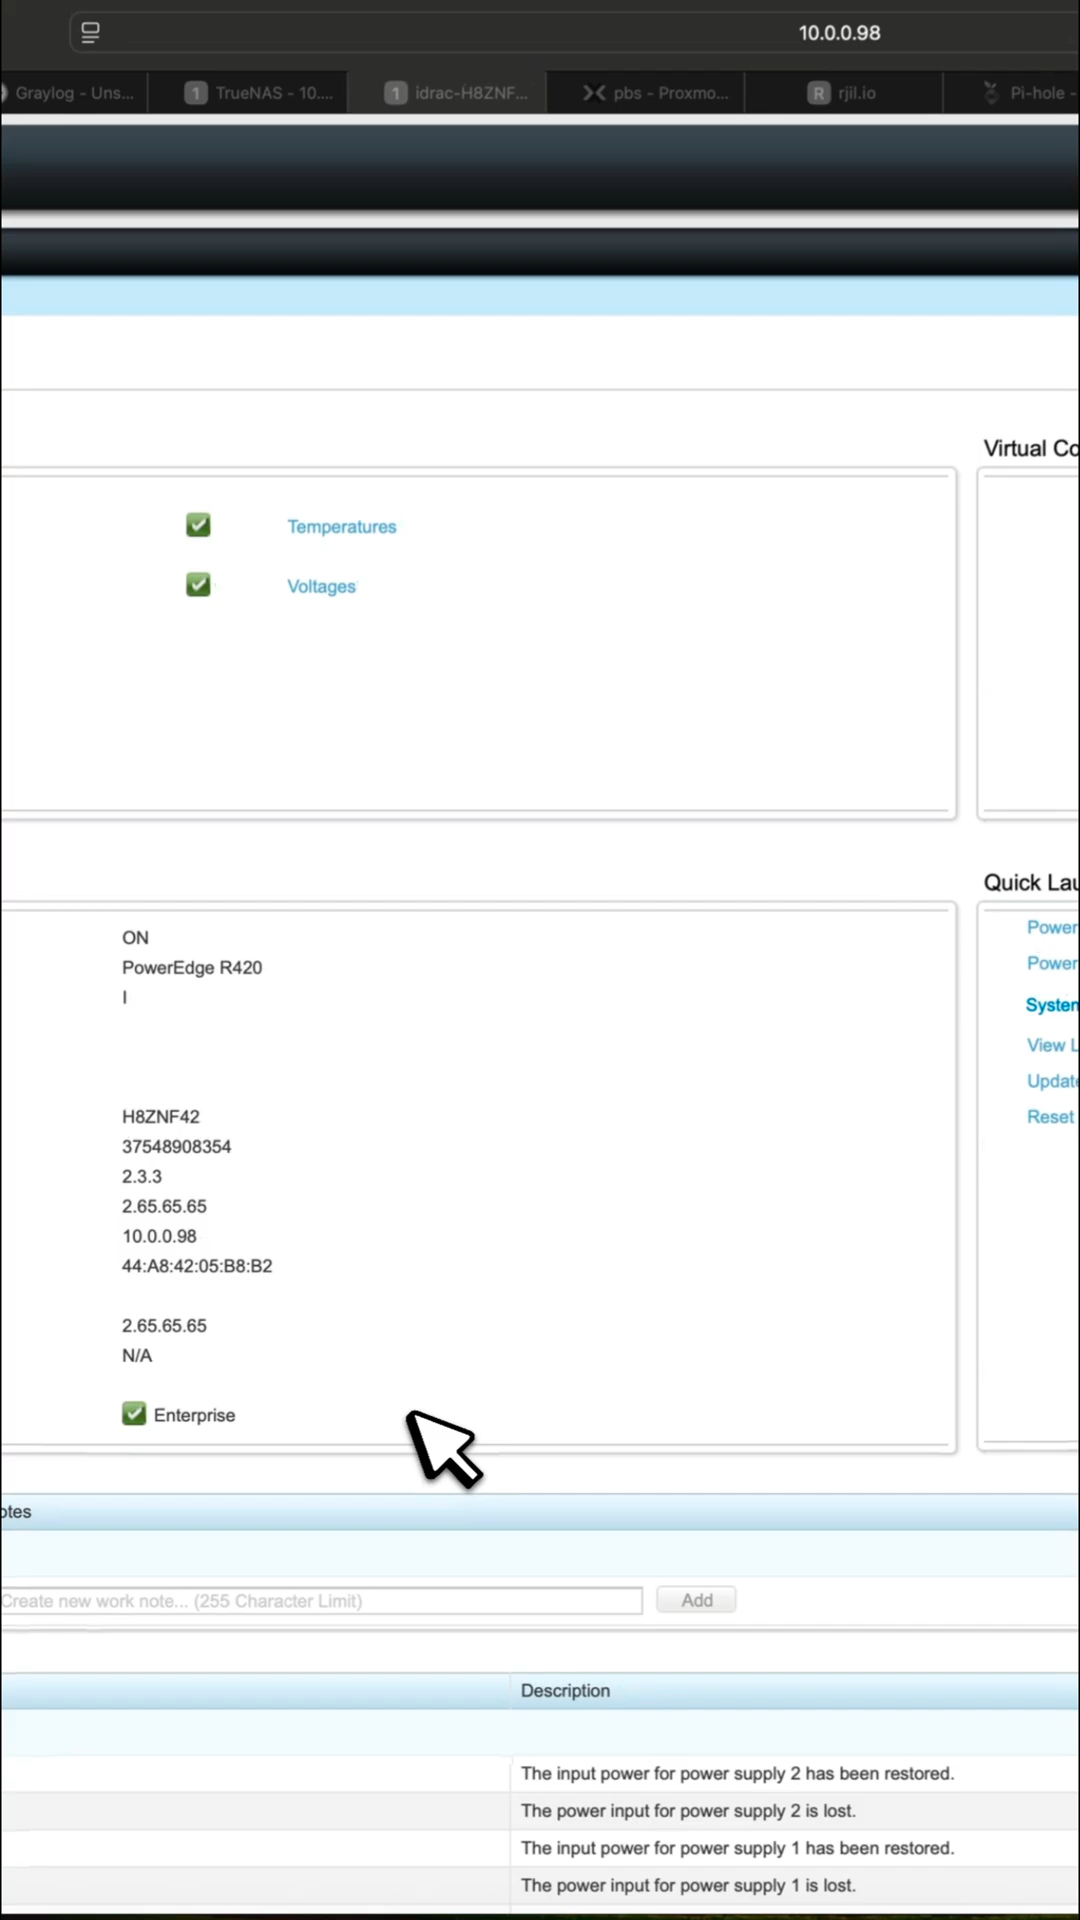 10.0.0.98
Graylog - Uns...
1 TrueNAS - 10....
1 idrac-H8ZNF...
pbs - Proxmo...
R rjil.io
Pi-hole -
Virtual Co
Temperatures
Voltages
Quick Lau
ON
PowerEdge R420
I
H8ZNF42
37548908354
2.3.3
2.65.65.65
10.0.0.98
44:A8:42:05:B8:B2
2.65.65.65
N/A
Enterprise
Power
Power
System
View L
Update
Reset
otes
Create new work note... (255 Character Limit)
Add
Description
The input power for power supply 2 has been restored.
The power input for power supply 2 is lost.
The input power for power supply 1 has been restored.
The power input for power supply 1 is lost.